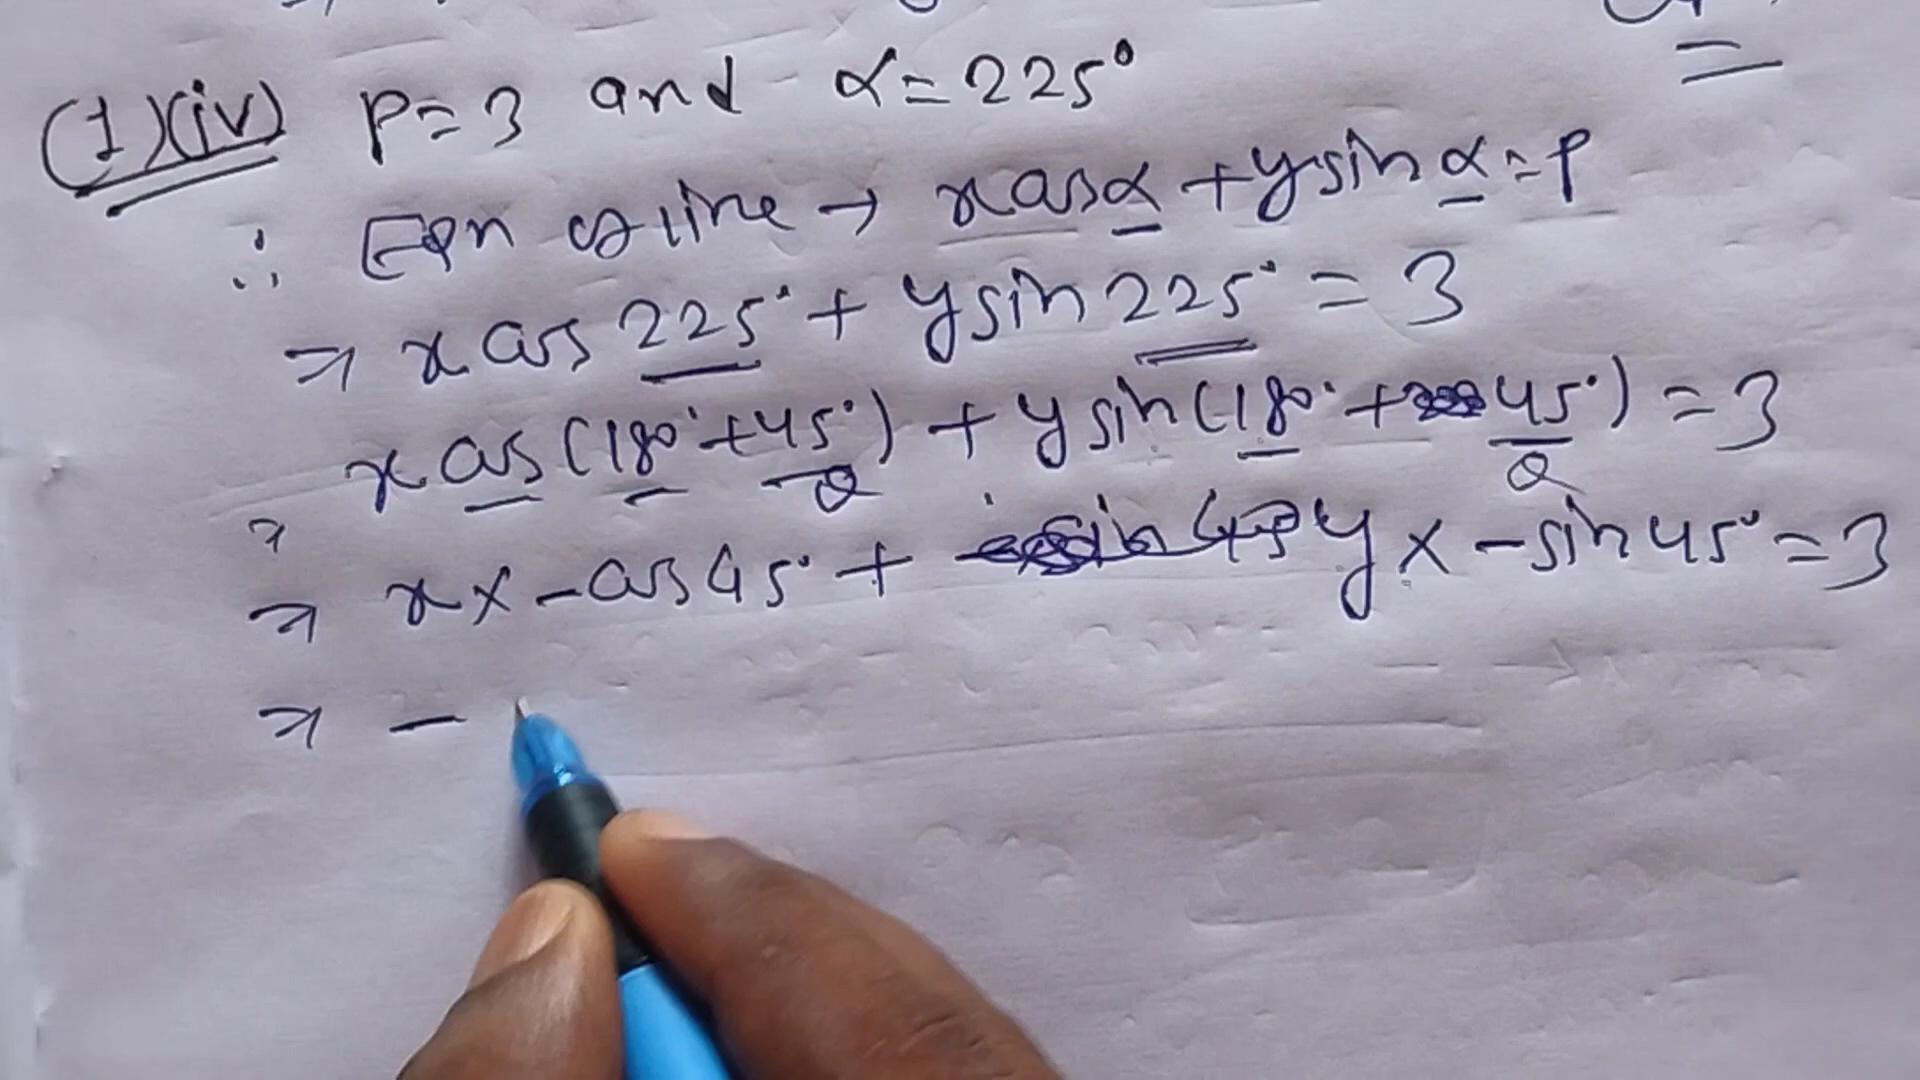 (1)(iv) P=3 and α=225°
∴ Eqn of line → x cos α + y sin α = P
⇒ x cos 225° + y sin 225° = 3
x cos (180°+45°) + y sin (180°+45°) = 3
θ θ
⇒
⇒ x × - cos 45° + y × - sin 45° = 3
⇒ -